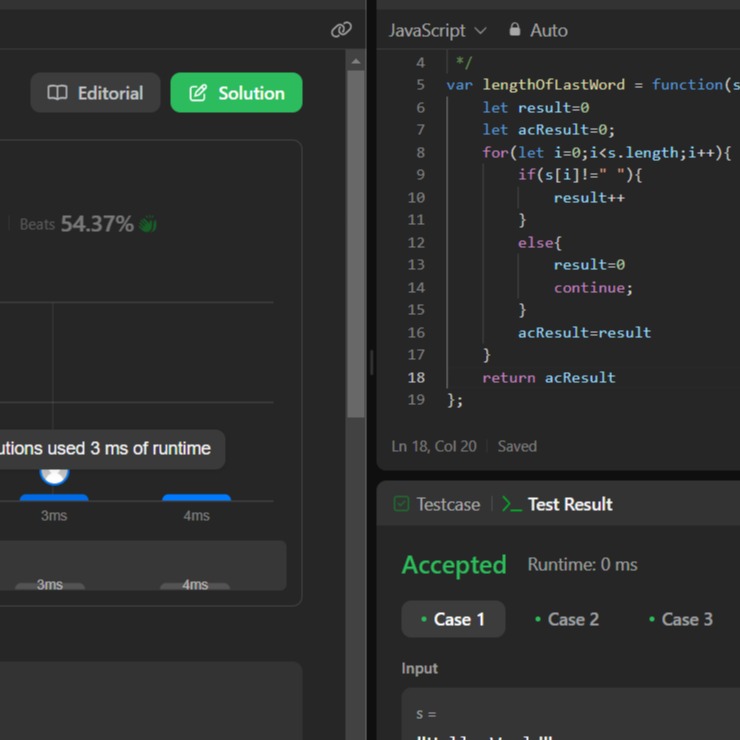 Editorial
Solution
Beats 54.37%
utions used 3 ms of runtime
3ms
4ms
3ms
4ms
JavaScript
Auto
4 */
5 var lengthOfLastWord = function(s
6 let result=0
7 let acResult=0;
8 for(let i=0;i<s.length;i++){
9 if(s[i]!=" "){
10 result++
11 }
12 else{
13 result=0
14 continue;
15 }
16 acResult=result
17 }
18 return acResult
19 };
Ln 18, Col 20
Saved
Testcase
Test Result
Accepted
Runtime: 0 ms
Case 1
Case 2
Case 3
Input
s =